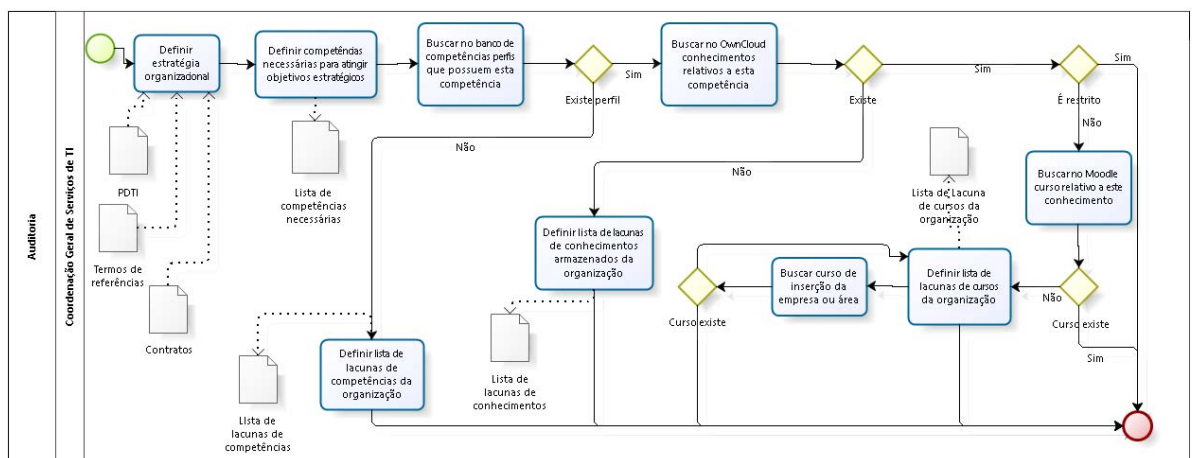 Auditoria
Coordenação Geral de Serviços de TI
Definir
estratégia
organizacional
Definir competências
necessárias para atingir
objetivos estratégicos
Buscar no banco de
competências perfis
que possuem esta
competência
Existe perfil
Sim
Buscar no OwnCloud
conhecimentos
relativos a esta
competência
Existe
Sim
É restrito
Sim
Não
PDTI
Termos de
referências
Contratos
Lista de
competências
necessárias
Não
Não
Lista de Lacuna
de cursos da
organização
Buscar no Moodle
curso relativo a este
conhecimento
Definir lista de lacunas
de conhecimentos
armazenados da
organização
Curso existe
Buscar curso de
inserção da
empresa ou área
Definir lista de
lacunas de cursos
da organização
Não
Curso existe
Sim
Definir lista de
lacunas de
competências da
organização
LIsta de
lacunas de
competências
Lista de
lacunas de
conhecimentos